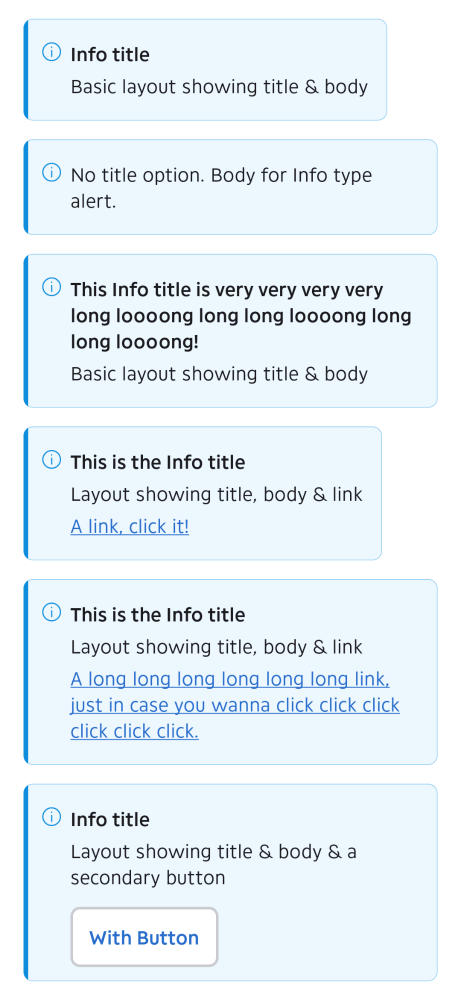 Info title
Basic layout showing title & body
No title option. Body for Info type
alert.
This Info title is very very very very
long loooong long long loooong long
long loooong!
Basic layout showing title & body
This is the Info title
Layout showing title, body & link
A link, click it!
This is the Info title
Layout showing title, body & link
A long long long long long long link,
just in case you wanna click click click
click click click.
Info title
Layout showing title & body & a
secondary button
With Button